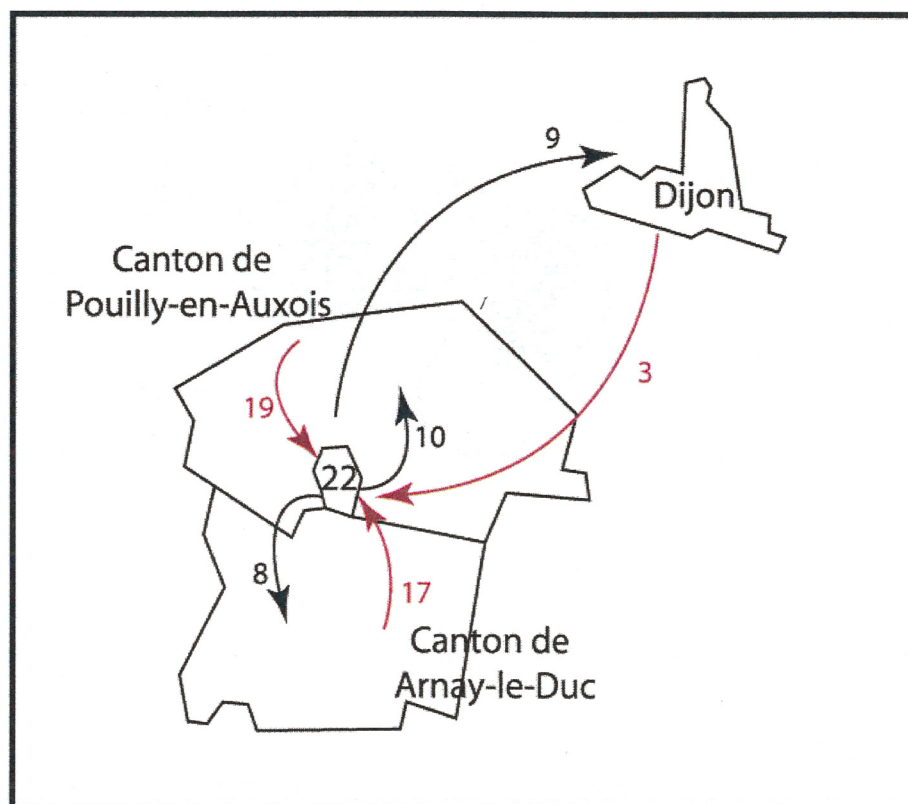 9
Dijon
Canton de
Pouilly-en-Auxois
3
19
10
22
8
17
Canton de
Arnay-le-Duc